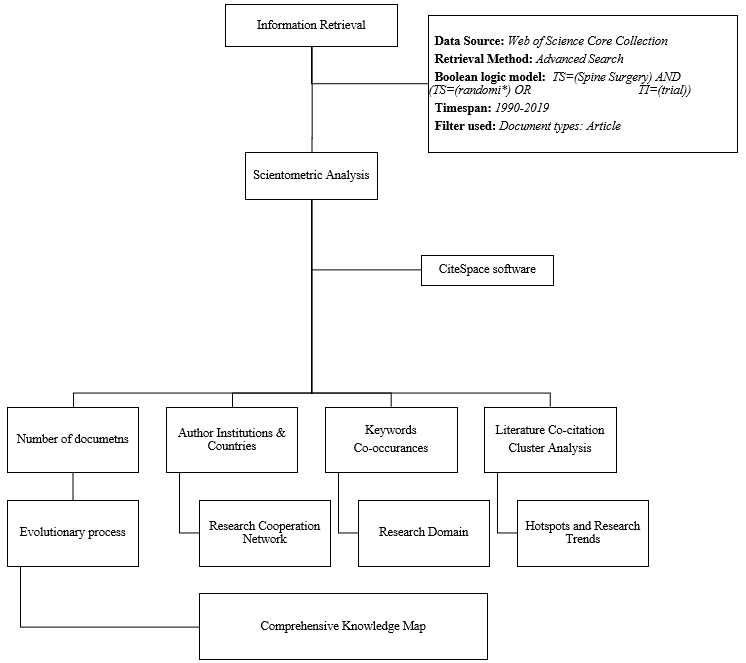 Information Retrieval
Data Source: Web of Science Core Collection
Retrieval Method: Advanced Search
Boolean logic model: TS=(Spine Surgery) AND
(TS=(randomi*) OR TI=(trial))
Timespan: 1990-2019
Filter used: Document types: Article
Scientometric Analysis
CiteSpace software
Number of documetns
Author Institutions &
Countries
Keywords
Co-occurances
Literature Co-citation
Cluster Analysis
Evolutionary process
Research Cooperation
Network
Research Domain
Hotspots and Research
Trends
Comprehensive Knowledge Map